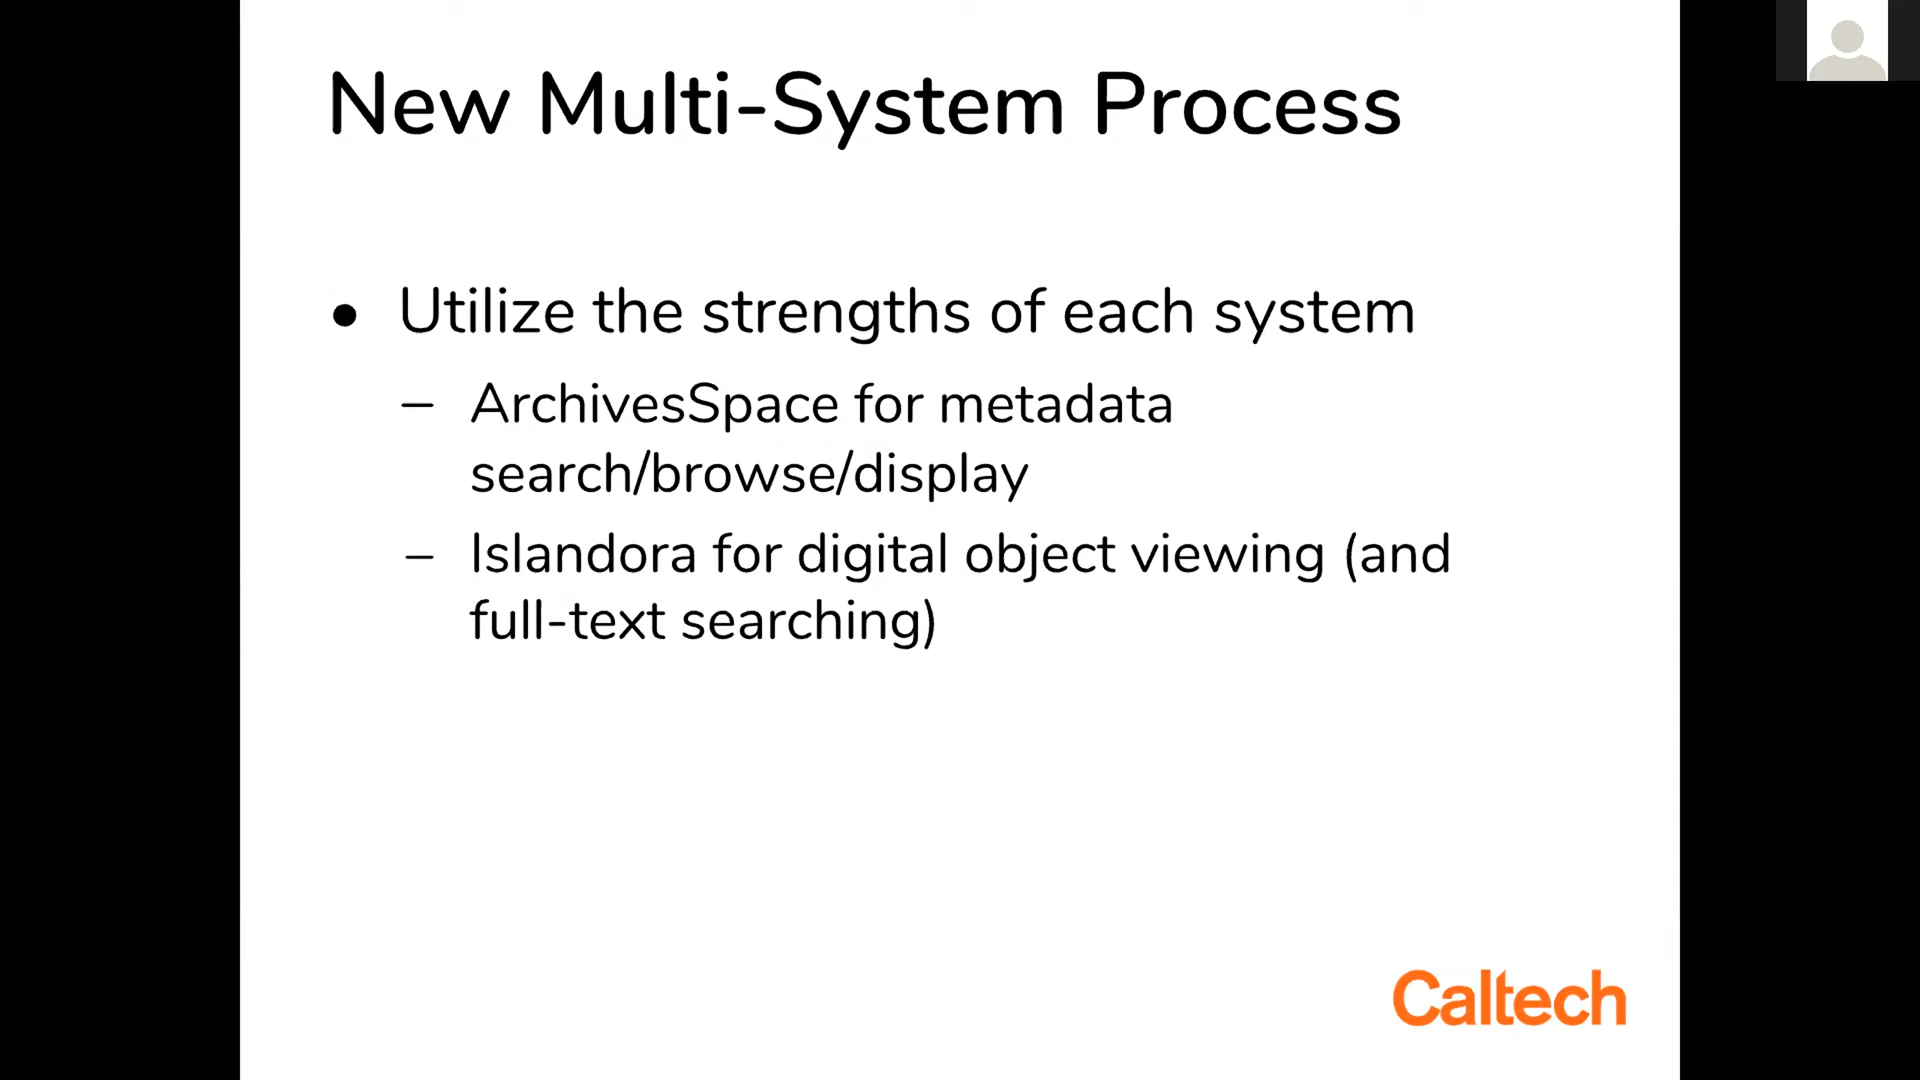 New Multi-System Process
• Utilize the strengths of each system
– ArchivesSpace for metadata
search/browse/display
– Islandora for digital object viewing (and
full-text searching)
Caltech